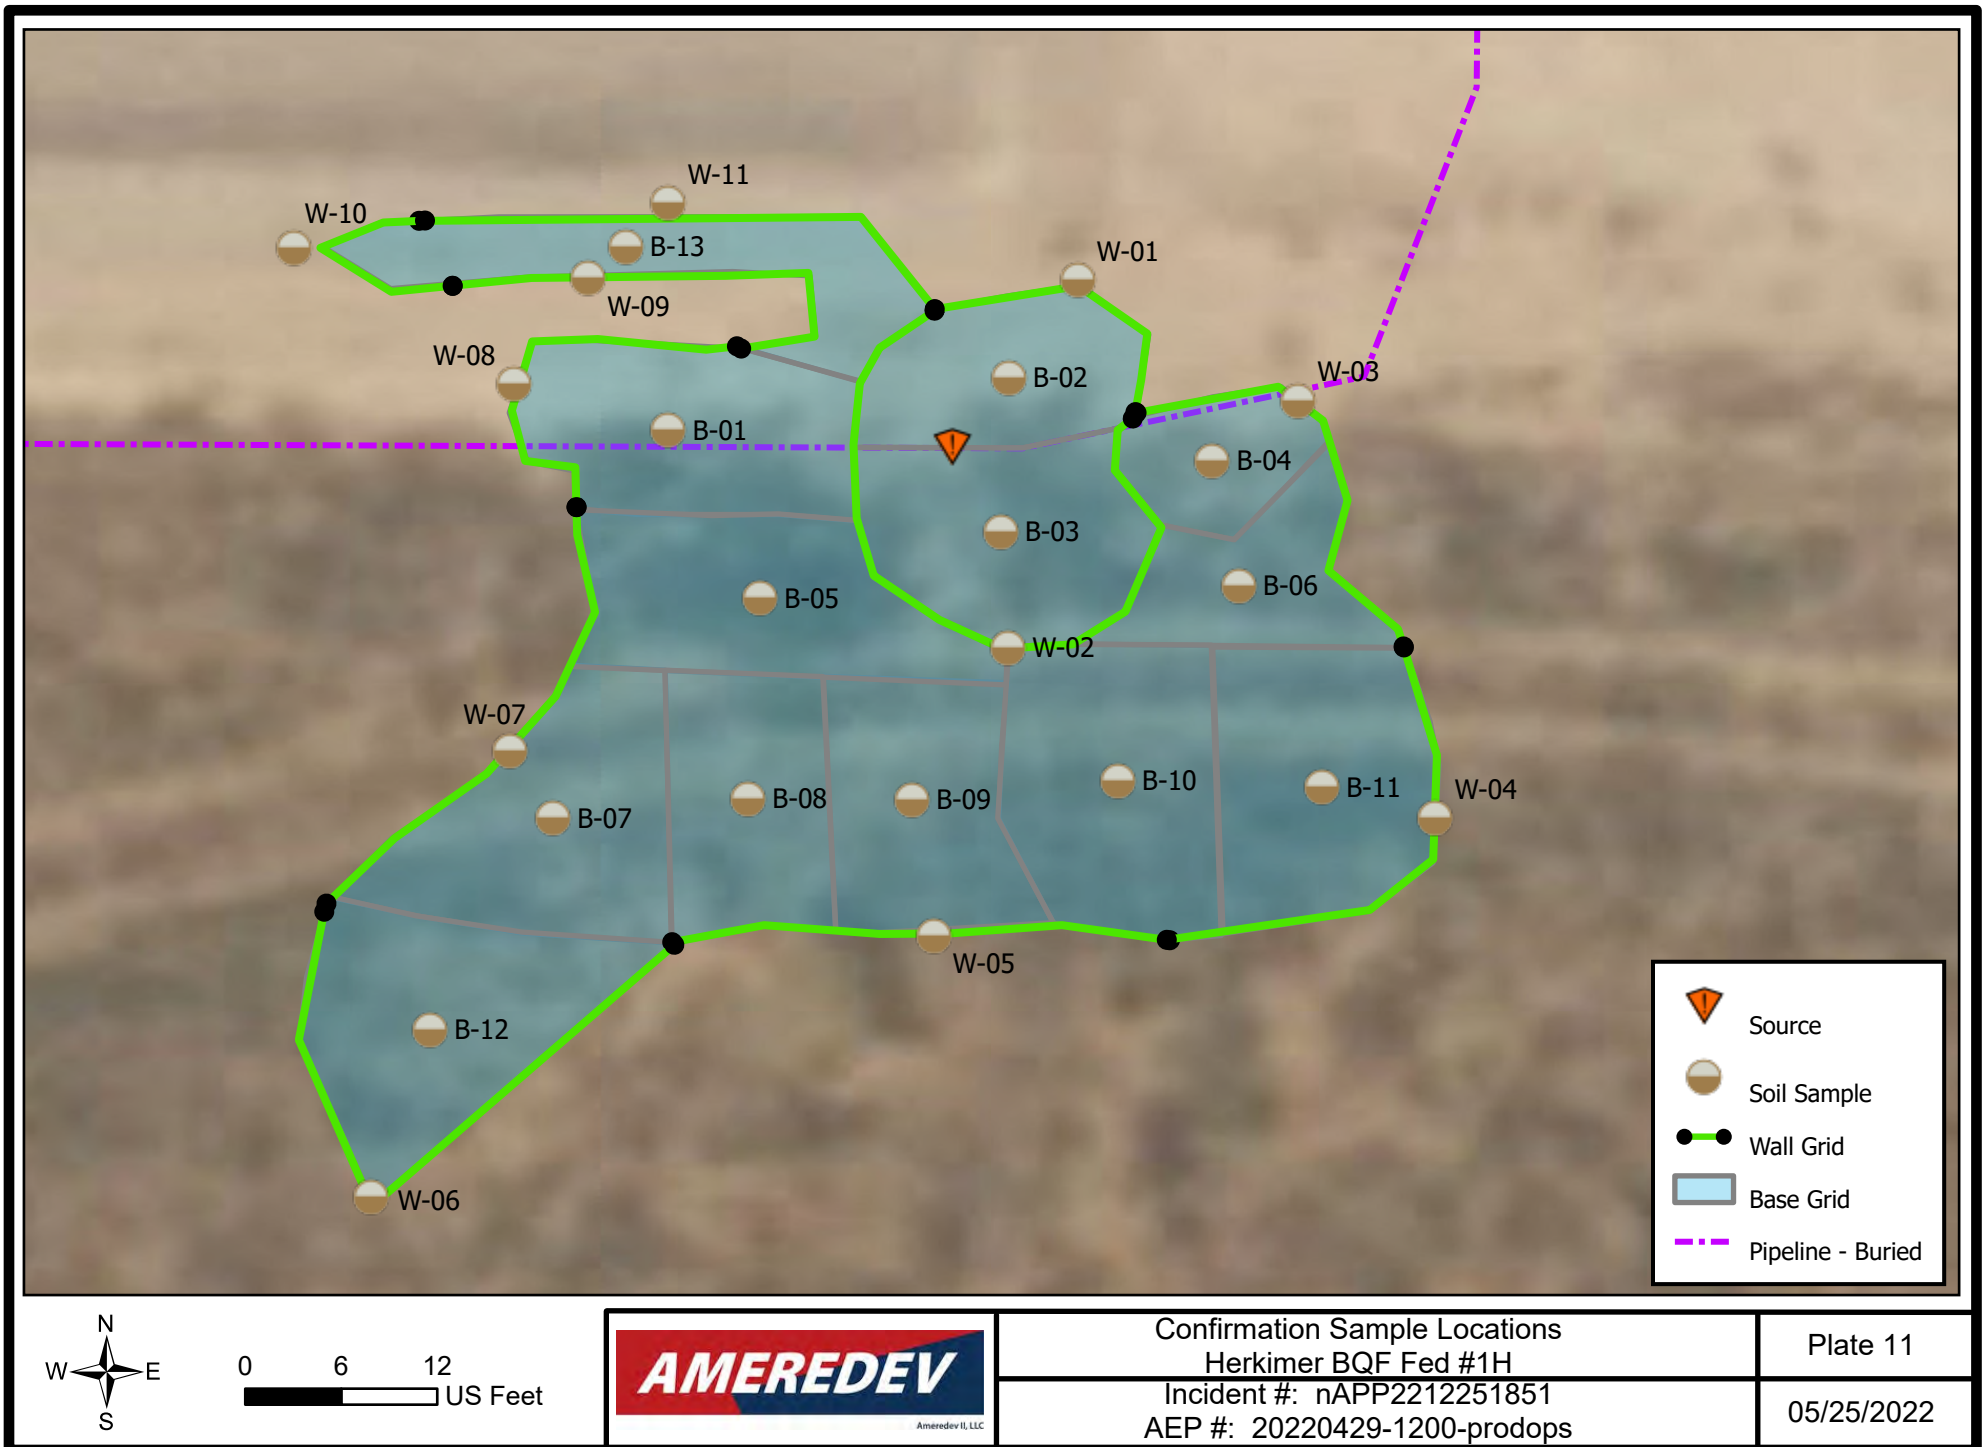 W-11
W-10
B-13
W-01
W-09
W-08
W-03
B-02
B-01
B-04
B-03
B-06
B-05
W-02
W-07
B-10
B-11
W-04
B-08
B-09
B-07
W-05
B-12
W-06
Source
Soil Sample
Wall Grid
Base Grid
Pipeline - Buried
N
W E
S
0 6 12
US Feet
AMEREDEV
Ameredev II, LLC
Confirmation Sample Locations
Herkimer BQF Fed #1H
Incident #: nAPP2212251851
AEP #: 20220429-1200-prodops
Plate 11
05/25/2022